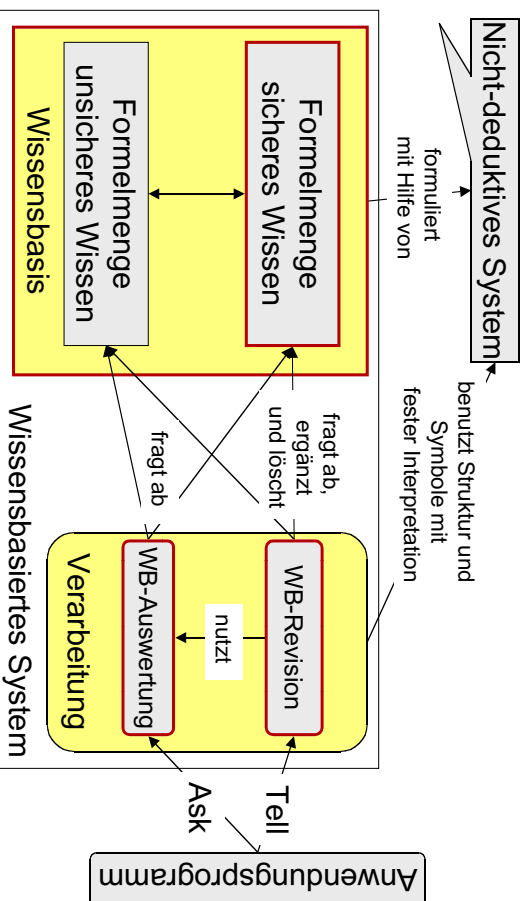 Nicht-deduktives System
formuliert
mit Hilfe von
benutzt Struktur und
Symbole mit
fester Interpretation
Formelmenge
sicheres Wissen
Formelmenge
unsicheres Wissen
Wissensbasis
fragt ab,
ergänzt
und löscht
fragt ab
WB-Revision
nutzt
WB-Auswertung
Verarbeitung
Wissensbasiertes System
Tell
Ask
Anwendungsprogramm